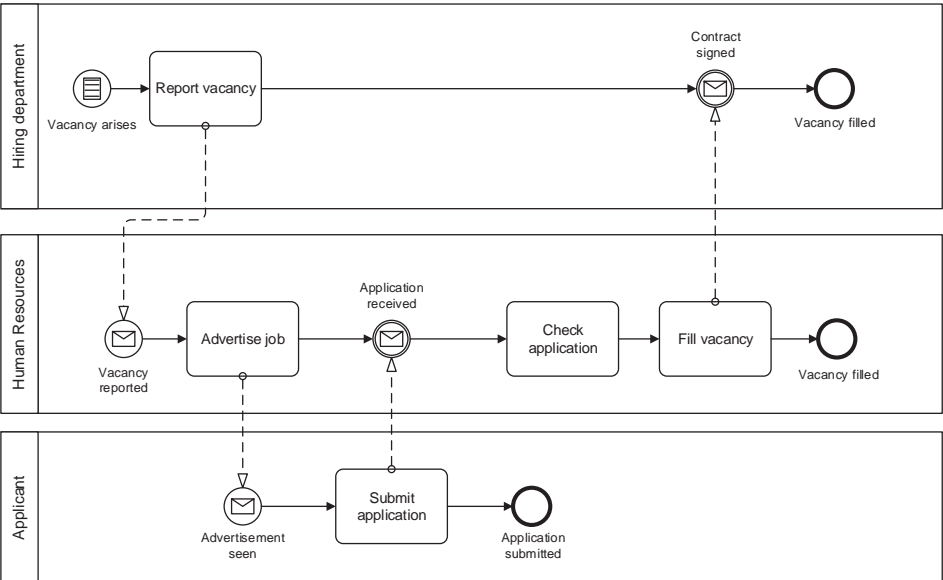 Hiring department
Contract
signed
Report vacancy
Vacancy arises
Vacancy filled
Human Resources
Application
received
Advertise job
Check
application
Fill vacancy
Vacancy
reported
Vacancy filled
Applicant
Submit
application
Advertisement
seen
Application
submitted